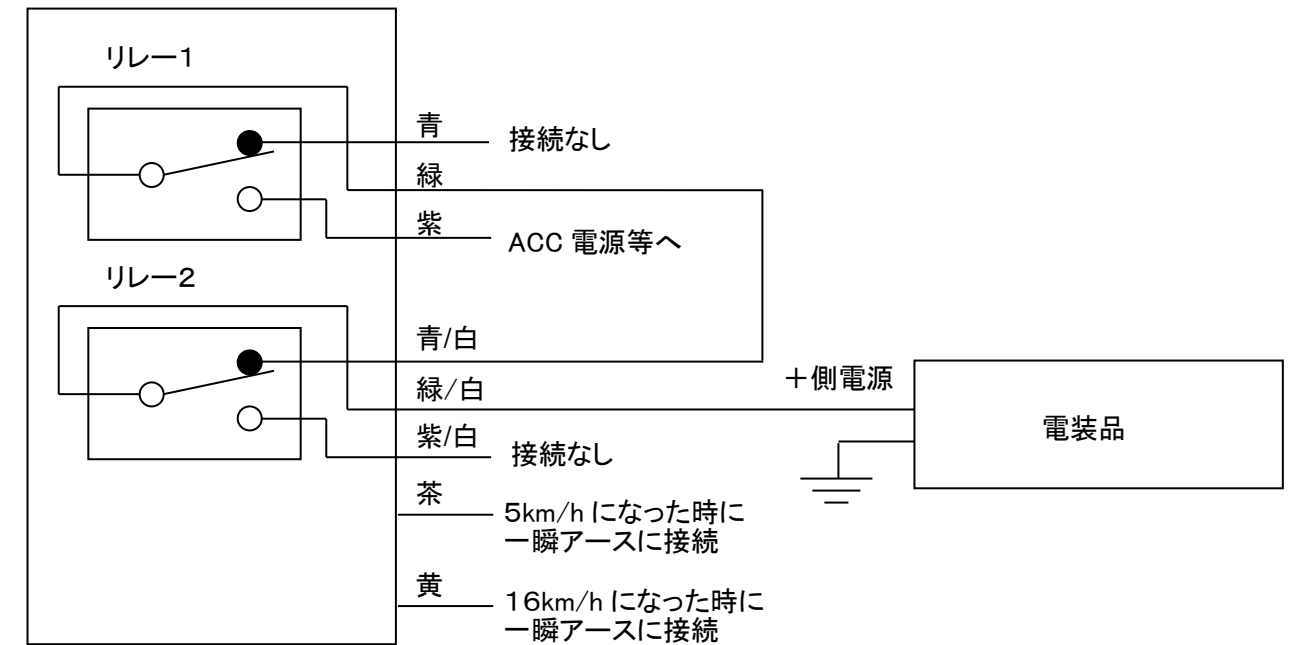 リレー１
青
接続なし
緑
紫
ACC 電源等へ
リレー２
青/白
＋側電源
緑/白
電装品
紫/白
接続なし
茶
５km/h になった時に
一瞬アースに接続
黄
１６km/h になった時に
一瞬アースに接続